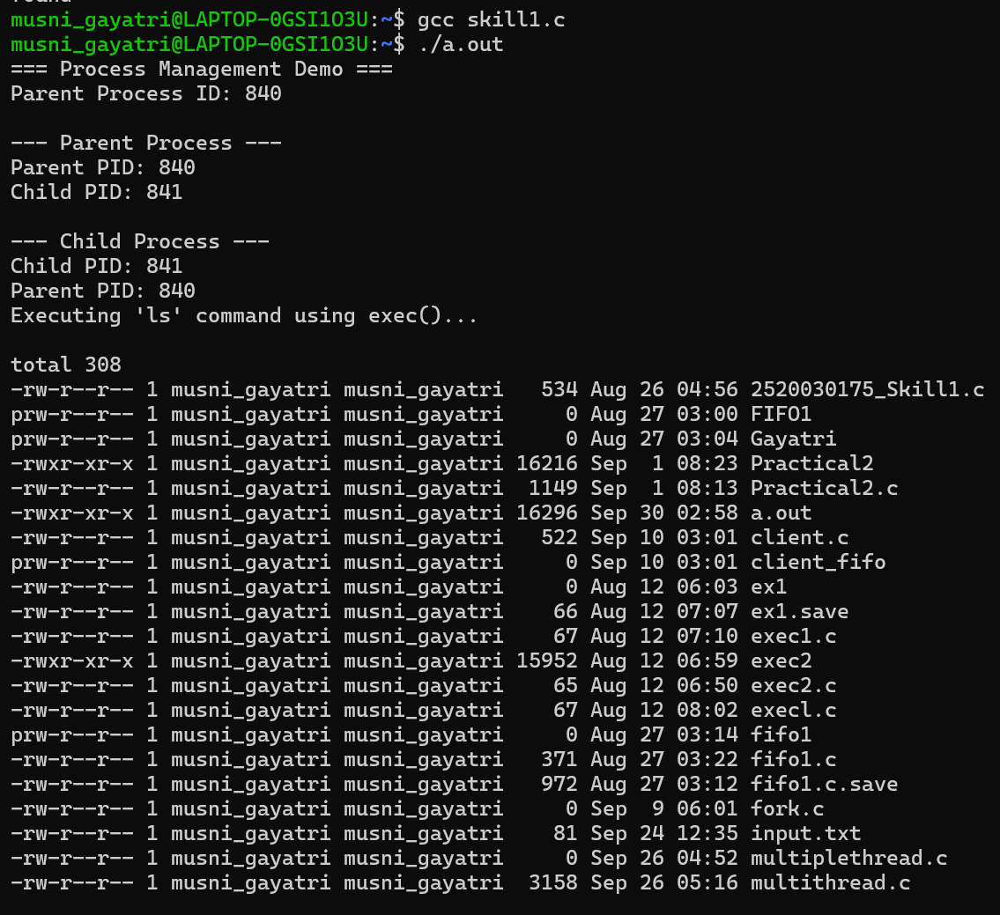 musni_gayatri@LAPTOP-0GSI1O3U:~$ gcc skill1.c
musni_gayatri@LAPTOP-0GSI1O3U:~$ ./a.out
=== Process Management Demo ===
Parent Process ID: 840
--- Parent Process ---
Parent PID: 840
Child PID: 841
--- Child Process ---
Child PID: 841
Parent PID: 840
Executing 'ls' command using exec()...
total 308
-rw-r--r-- 1 musni_gayatri musni_gayatri   534 Aug 26 04:56 2520030175_Skill1.c
prw-r--r-- 1 musni_gayatri musni_gayatri     0 Aug 27 03:00 FIFO1
prw-r--r-- 1 musni_gayatri musni_gayatri     0 Aug 27 03:04 Gayatri
-rwxr-xr-x 1 musni_gayatri musni_gayatri 16216 Sep  1 08:23 Practical2
-rw-r--r-- 1 musni_gayatri musni_gayatri  1149 Sep  1 08:13 Practical2.c
-rwxr-xr-x 1 musni_gayatri musni_gayatri 16296 Sep 30 02:58 a.out
-rw-r--r-- 1 musni_gayatri musni_gayatri   522 Sep 10 03:01 client.c
prw-r--r-- 1 musni_gayatri musni_gayatri     0 Sep 10 03:01 client_fifo
-rw-r--r-- 1 musni_gayatri musni_gayatri     0 Aug 12 06:03 ex1
-rw-r--r-- 1 musni_gayatri musni_gayatri    66 Aug 12 07:07 ex1.save
-rw-r--r-- 1 musni_gayatri musni_gayatri    67 Aug 12 07:10 exec1.c
-rwxr-xr-x 1 musni_gayatri musni_gayatri 15952 Aug 12 06:59 exec2
-rw-r--r-- 1 musni_gayatri musni_gayatri    65 Aug 12 06:50 exec2.c
-rw-r--r-- 1 musni_gayatri musni_gayatri    67 Aug 12 08:02 execl.c
prw-r--r-- 1 musni_gayatri musni_gayatri     0 Aug 27 03:14 fifo1
-rw-r--r-- 1 musni_gayatri musni_gayatri   371 Aug 27 03:22 fifo1.c
-rw-r--r-- 1 musni_gayatri musni_gayatri   972 Aug 27 03:12 fifo1.c.save
-rw-r--r-- 1 musni_gayatri musni_gayatri     0 Sep  9 06:01 fork.c
-rw-r--r-- 1 musni_gayatri musni_gayatri    81 Sep 24 12:35 input.txt
-rw-r--r-- 1 musni_gayatri musni_gayatri     0 Sep 26 04:52 multiplethread.c
-rw-r--r-- 1 musni_gayatri musni_gayatri  3158 Sep 26 05:16 multithread.c